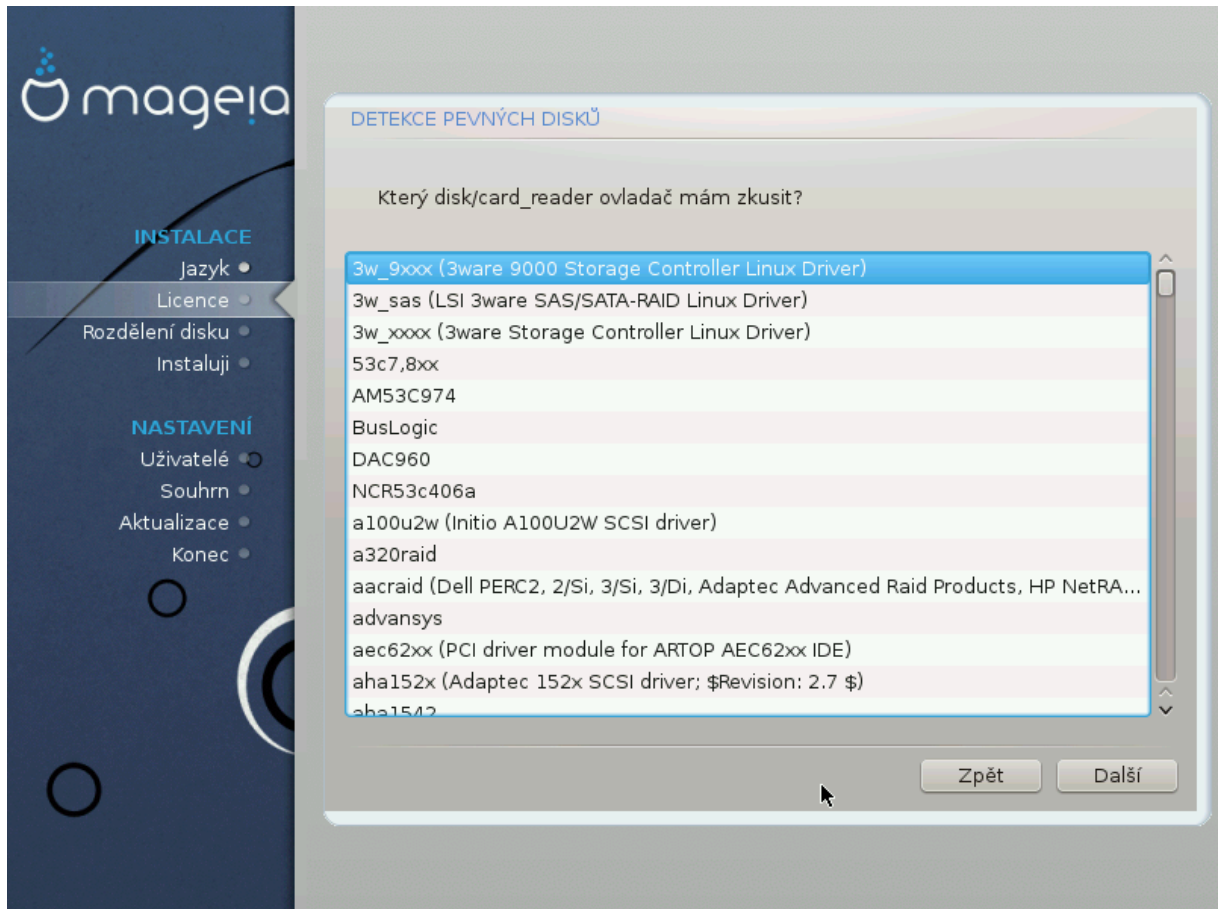 mageia
INSTALACE
Jazyk
Licence
Rozdělení disku
Instaluji
NASTAVENÍ
Uživatelé
Souhrn
Aktualizace
Konec
DETEKCE PEVNÝCH DISKŮ
Který disk/card_reader ovladač mám zkusit?
3w_9xxx (3ware 9000 Storage Controller Linux Driver)
3w_sas (LSI 3ware SAS/SATA-RAID Linux Driver)
3w_xxxx (3ware Storage Controller Linux Driver)
53c7,8xx
AM53C974
BusLogic
DAC960
NCR53c406a
a100u2w (Initio A100U2W SCSI driver)
a320raid
aacraid (Dell PERC2, 2/Si, 3/Si, 3/Di, Adaptec Advanced Raid Products, HP NetRA...
advansys
aec62xx (PCI driver module for ARTOP AEC62xx IDE)
aha152x (Adaptec 152x SCSI driver; $Revision: 2.7 $)
aha1542
Zpět
Další